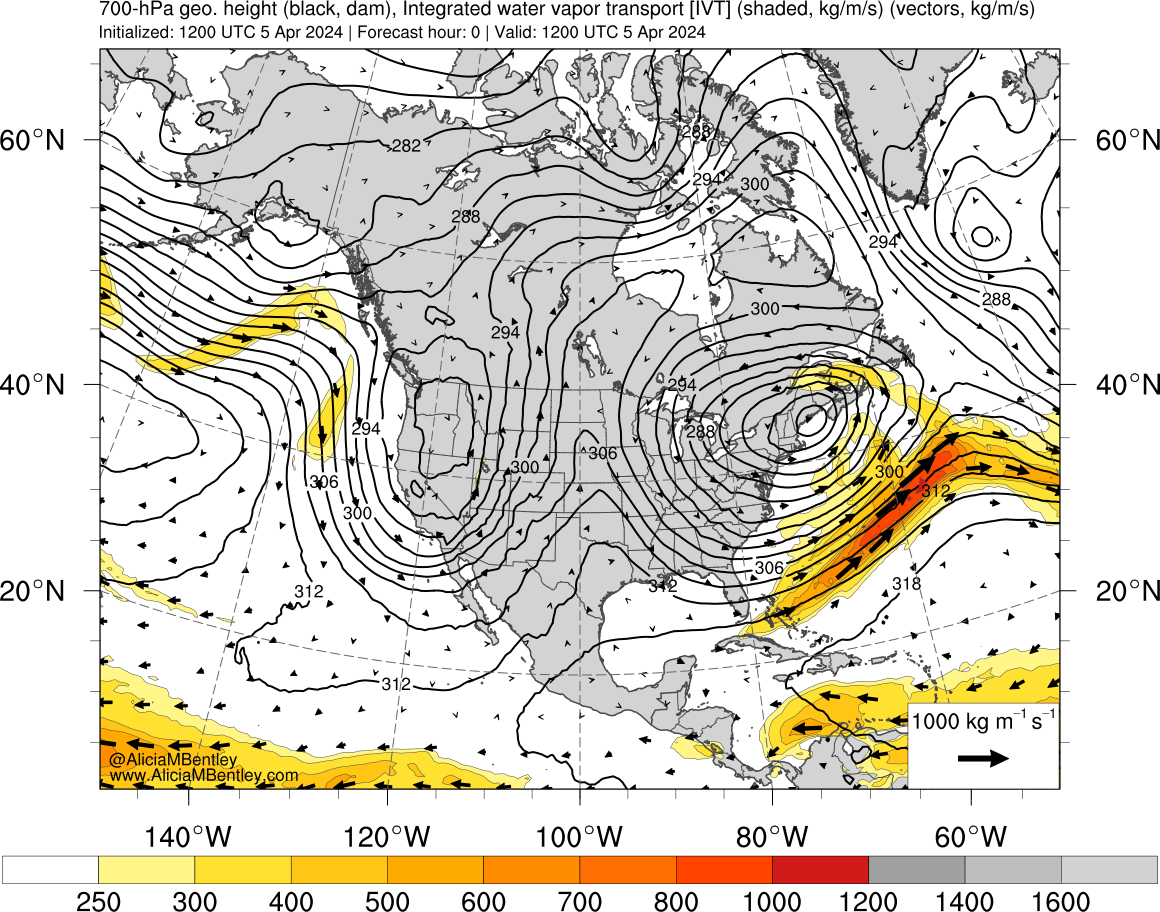 700-hPa geo. height (black, dam), Integrated water vapor transport [IVT] (shaded, kg/m/s) (vectors, kg/m/s)
Initialized: 1200 UTC 5 Apr 2024 | Forecast hour: 0 | Valid: 1200 UTC 5 Apr 2024
60°N 282 288 60°N
294 300
288
294
288
300
294
40°N 294 40°N
294 288
306 300 306 300
312
300
306
20°N 312 312 318 20°N
312
1000 kg m⁻¹s⁻¹
@AliciaMBentley
www.AliciaMBentley.com
140°W 120°W 100°W 80°W 60°W
250 300 400 500 600 700 800 1000 1200 1400 1600